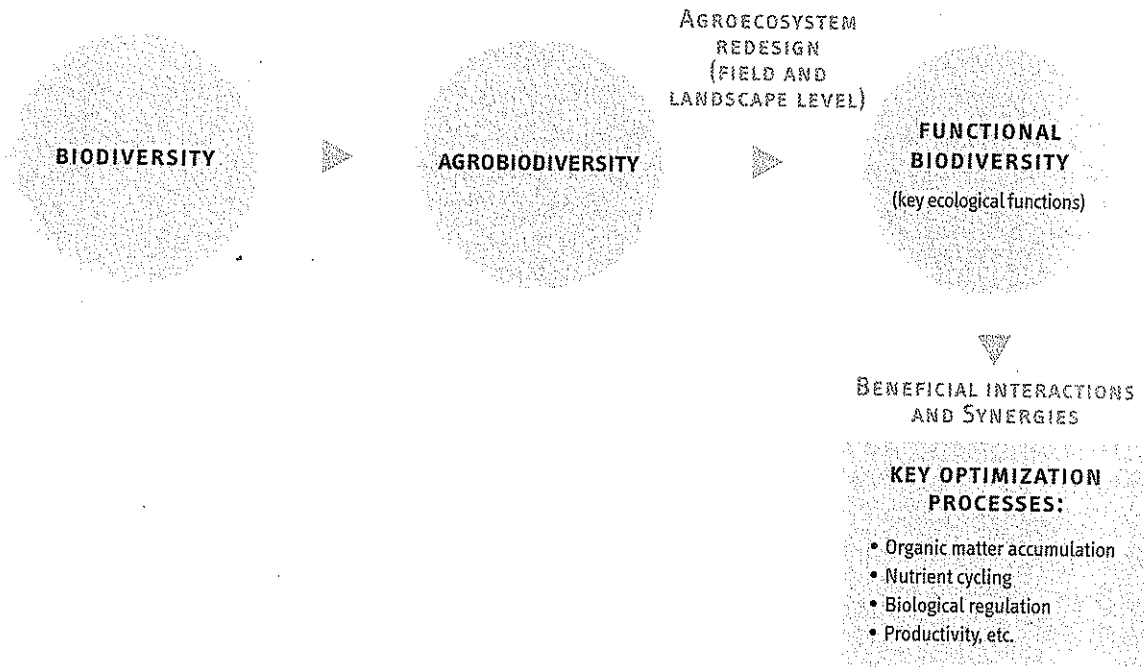 BIODIVERSITY
AGROBIODIVERSITY
AGROECOSYSTEM
REDESIGN
(FIELD AND
LANDSCAPE LEVEL)
FUNCTIONAL
BIODIVERSITY
(key ecological functions)
BENEFICIAL INTERACTIONS
AND SYNERGIES
KEY OPTIMIZATION
PROCESSES:
• Organic matter accumulation
• Nutrient cycling
• Biological regulation
• Productivity, etc.